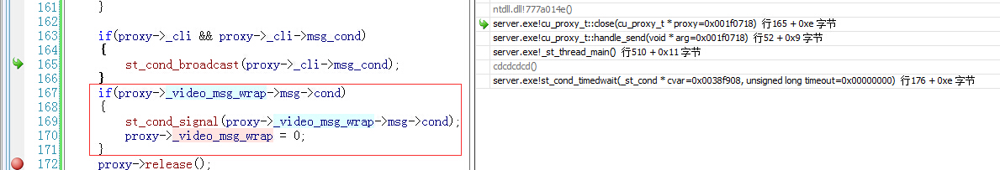 161 }
162
163 if(proxy->_cli && proxy->_cli->msg_cond)
164 {
165 st_cond_broadcast(proxy->_cli->msg_cond);
166 }
167 if(proxy->_video_msg_wrap->msg->cond)
168 {
169 st_cond_signal(proxy->_video_msg_wrap->msg->cond);
170 proxy->_video_msg_wrap = 0;
171 }
172 proxy->release();
ntdll.dll!777a014e()
server.exe!cu_proxy_t::close(cu_proxy_t * proxy=0x001f0718) 行165 + 0xe 字节
server.exe!cu_proxy_t::handle_send(void * arg=0x001f0718) 行52 + 0x9 字节
server.exe!_st_thread_main() 行510 + 0x11 字节
cdcdcdcd()
server.exe!st_cond_timedwait(_st_cond * cvar=0x0038f908, unsigned long timeout=0x00000000) 行176 + 0xe 字节